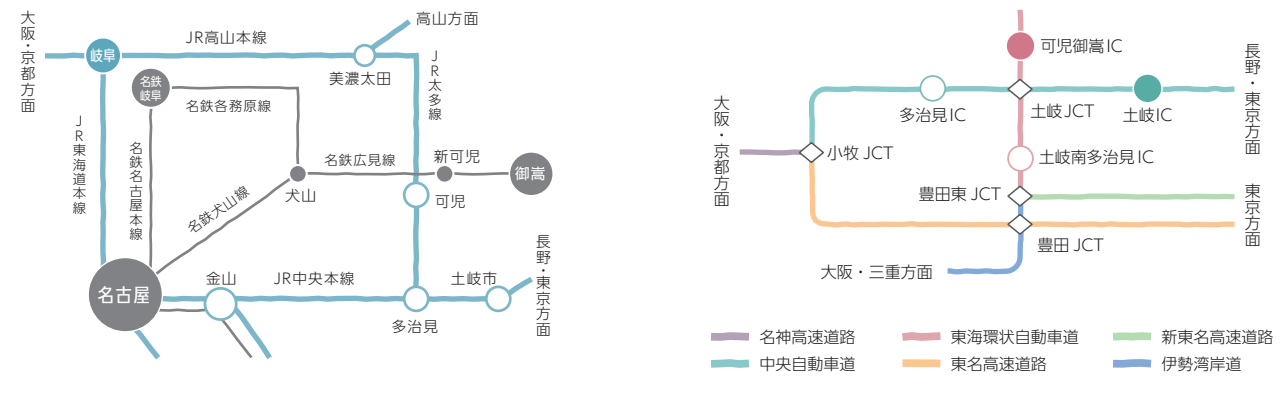 大阪・京都方面
岐阜
JR高山本線
高山方面
美濃太田
JR太多線
名鉄
岐阜
名鉄各務原線
JR東海道本線
名鉄名古屋本線
名鉄広見線
新可児
御嵩
犬山
可児
名鉄犬山線
名古屋
金山
JR中央本線
多治見
土岐市
長野・東京方面
可児御嵩IC
長野・東京方面
多治見IC
土岐JCT
土岐IC
大阪・京都方面
小牧 JCT
土岐南多治見IC
豊田東 JCT
東京方面
豊田 JCT
大阪・三重方面
名神高速道路
東海環状自動車道
新東名高速道路
中央自動車道
東名高速道路
伊勢湾岸道